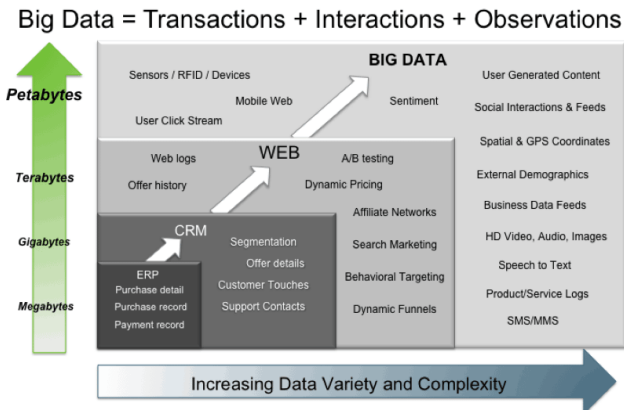 Big Data = Transactions + Interactions + Observations
BIG DATA
Sensors / RFID / Devices
User Generated Content
Petabytes
Mobile Web
Sentiment
Social Interactions & Feeds
User Click Stream
Spatial & GPS Coordinates
WEB
Web logs
A/B testing
Terabytes
External Demographics
Offer history
Dynamic Pricing
Business Data Feeds
Affiliate Networks
CRM
Gigabytes
Segmentation
Search Marketing
HD Video, Audio, Images
Offer details
Speech to Text
ERP
Behavioral Targeting
Purchase detail
Customer Touches
Product/Service Logs
Megabytes
Purchase record
Support Contacts
Dynamic Funnels
SMS/MMS
Payment record
Increasing Data Variety and Complexity